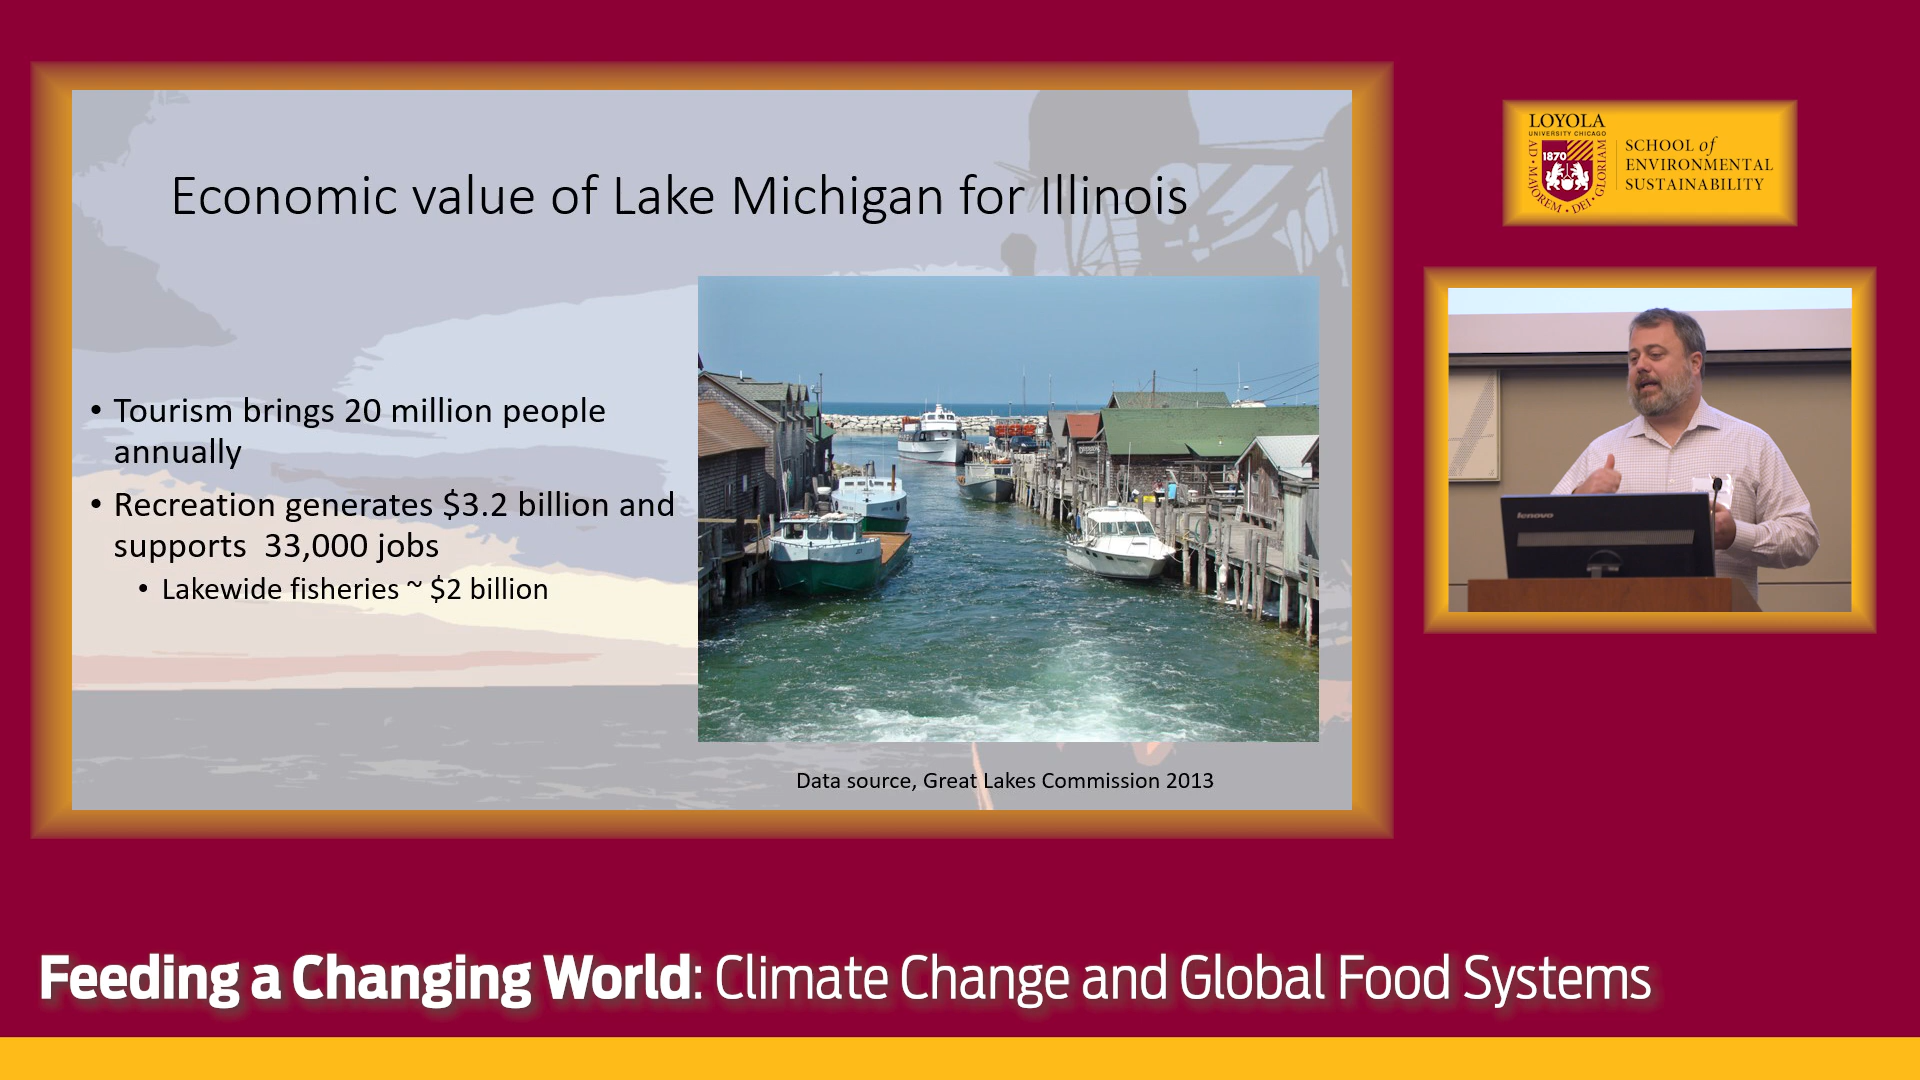 Economic value of Lake Michigan for Illinois
• Tourism brings 20 million people
annually
• Recreation generates $3.2 billion and
supports  33,000 jobs
• Lakewide fisheries ~ $2 billion
Data source, Great Lakes Commission 2013
LOYOLA
UNIVERSITY CHICAGO
AD • MAJOREM • DEI • GLORIAM
1870
SCHOOL of
ENVIRONMENTAL
SUSTAINABILITY
lenovo
Feeding a Changing World: Climate Change and Global Food Systems